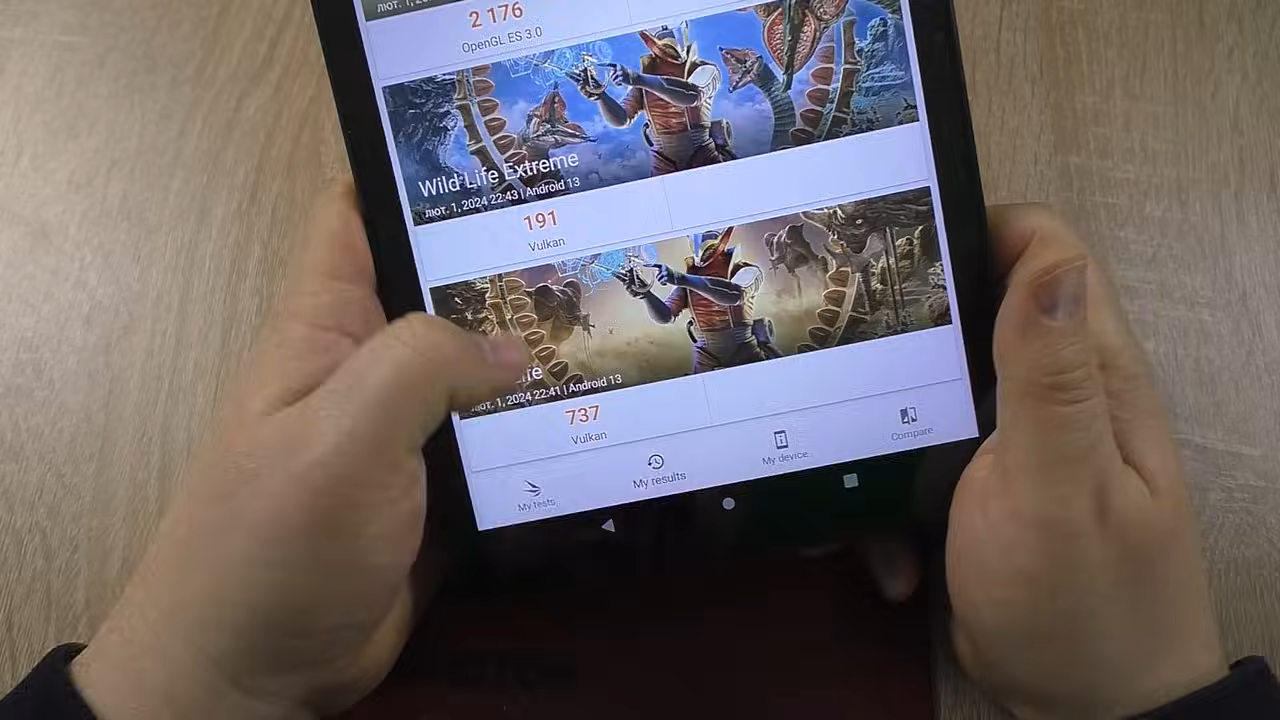 2 176
OpenGL ES 3.0
Wild Life Extreme
лют. 1, 2024 22:43 | Android 13
191
Vulkan
лют. 1, 2024 22:41 | Android 13
737
Vulkan
My tests
My results
My device
Compare